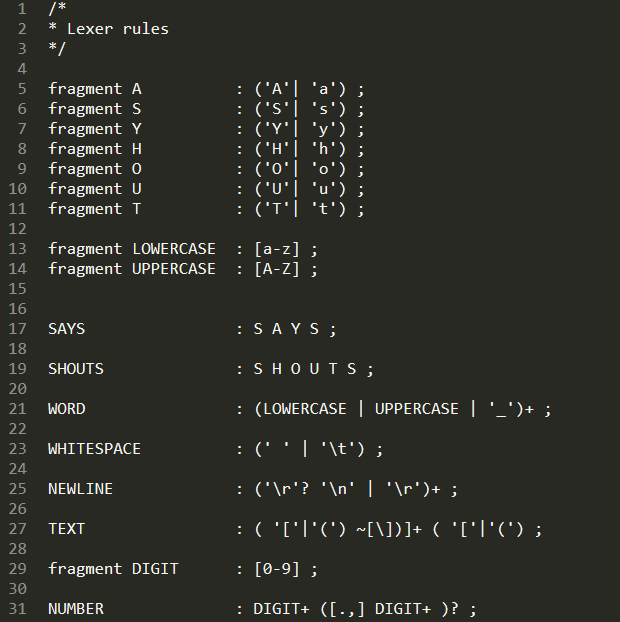 1 /*
2 * Lexer rules
3 */
4
5 fragment A : ('A'| 'a') ;
6 fragment S : ('S'| 's') ;
7 fragment Y : ('Y'| 'y') ;
8 fragment H : ('H'| 'h') ;
9 fragment O : ('O'| 'o') ;
10 fragment U : ('U'| 'u') ;
11 fragment T : ('T'| 't') ;
12
13 fragment LOWERCASE : [a-z] ;
14 fragment UPPERCASE : [A-Z] ;
15
16
17 SAYS : S A Y S ;
18
19 SHOUTS : S H O U T S ;
20
21 WORD : (LOWERCASE | UPPERCASE | '_')+ ;
22
23 WHITESPACE : (' ' | '\t') ;
24
25 NEWLINE : ('\r'? '\n' | '\r')+ ;
26
27 TEXT : ( '['|'(') ~[\])]+ ( '['|'(') ;
28
29 fragment DIGIT : [0-9] ;
30
31 NUMBER : DIGIT+ ([.,] DIGIT+ )? ;